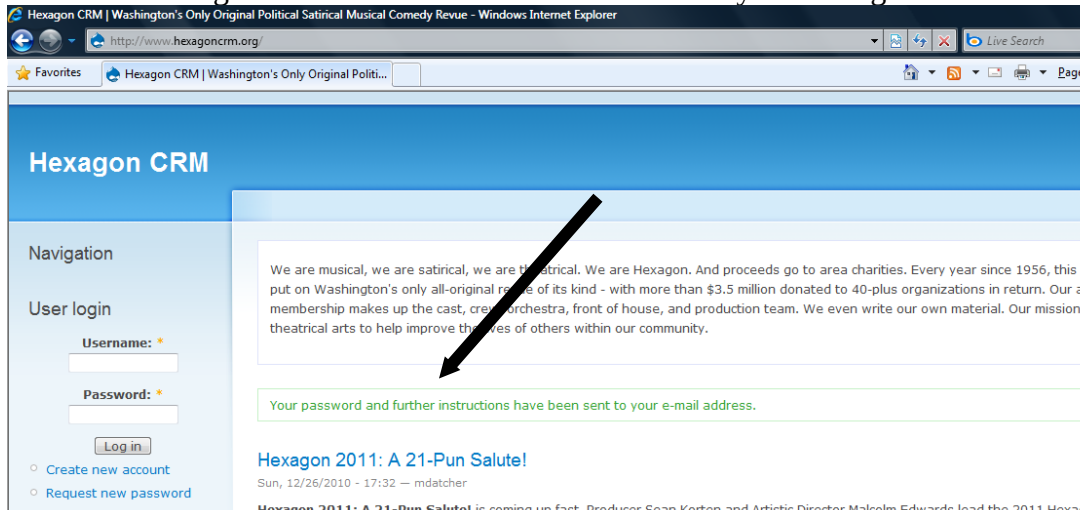 Hexagon CRM | Washington's Only Original Political Satirical Musical Comedy Revue - Windows Internet Explorer
http://www.hexagoncrm.org/
Live Search
Favorites
Hexagon CRM | Washington's Only Original Politi...
Page
Hexagon CRM
Navigation
User login
Username: *
Password: *
Log in
Create new account
Request new password
We are musical, we are satirical, we are theatrical. We are Hexagon. And proceeds go to area charities. Every year since 1956, this
put on Washington's only all-original revue of its kind - with more than $3.5 million donated to 40-plus organizations in return. Our a
membership makes up the cast, crew, orchestra, front of house, and production team. We even write our own material. Our mission
theatrical arts to help improve the lives of others within our community.
Your password and further instructions have been sent to your e-mail address.
Hexagon 2011: A 21-Pun Salute!
Sun, 12/26/2010 - 17:32 — mdatcher
Hexagon 2011: A 21-Pun Salute! is coming up fast. Producer Sean Korten and Artistic Director Malcolm Edwards lead the 2011 Hexag